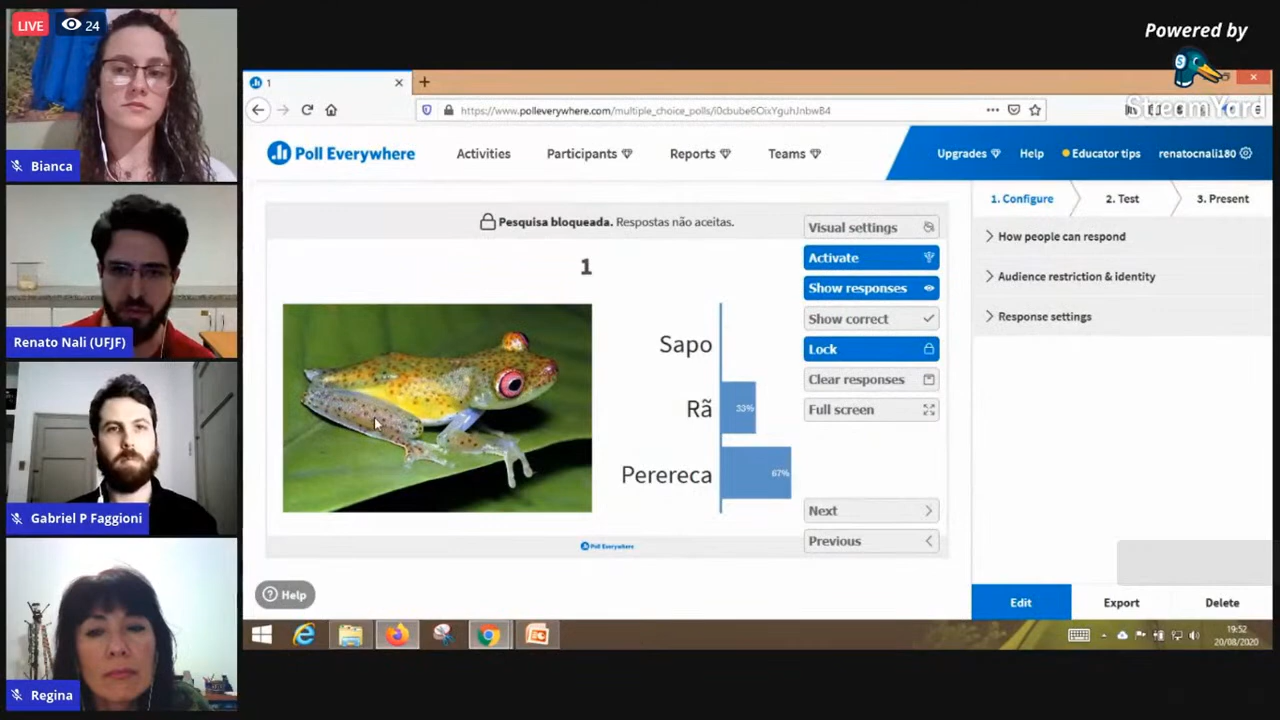 LIVE 24
Bianca
Renato Nali (UFJF)
Gabriel P Faggioni
Regina
Powered by
StreamYard
1
https://www.polleverywhere.com/multiple_choice_polls/i0cbube6OixYguhJnbwB4
Poll Everywhere
Activities
Participants
Reports
Teams
Upgrades
Help
Educator tips
renatocnali180
Pesquisa bloqueada. Respostas não aceitas.
1
Sapo
Rã
33%
Perereca
67%
Poll Everywhere
Visual settings
Activate
Show responses
Show correct
Lock
Clear responses
Full screen
Next
Previous
1. Configure
2. Test
3. Present
How people can respond
Audience restriction & identity
Response settings
Help
Edit
Export
Delete
19:52
20/08/2020